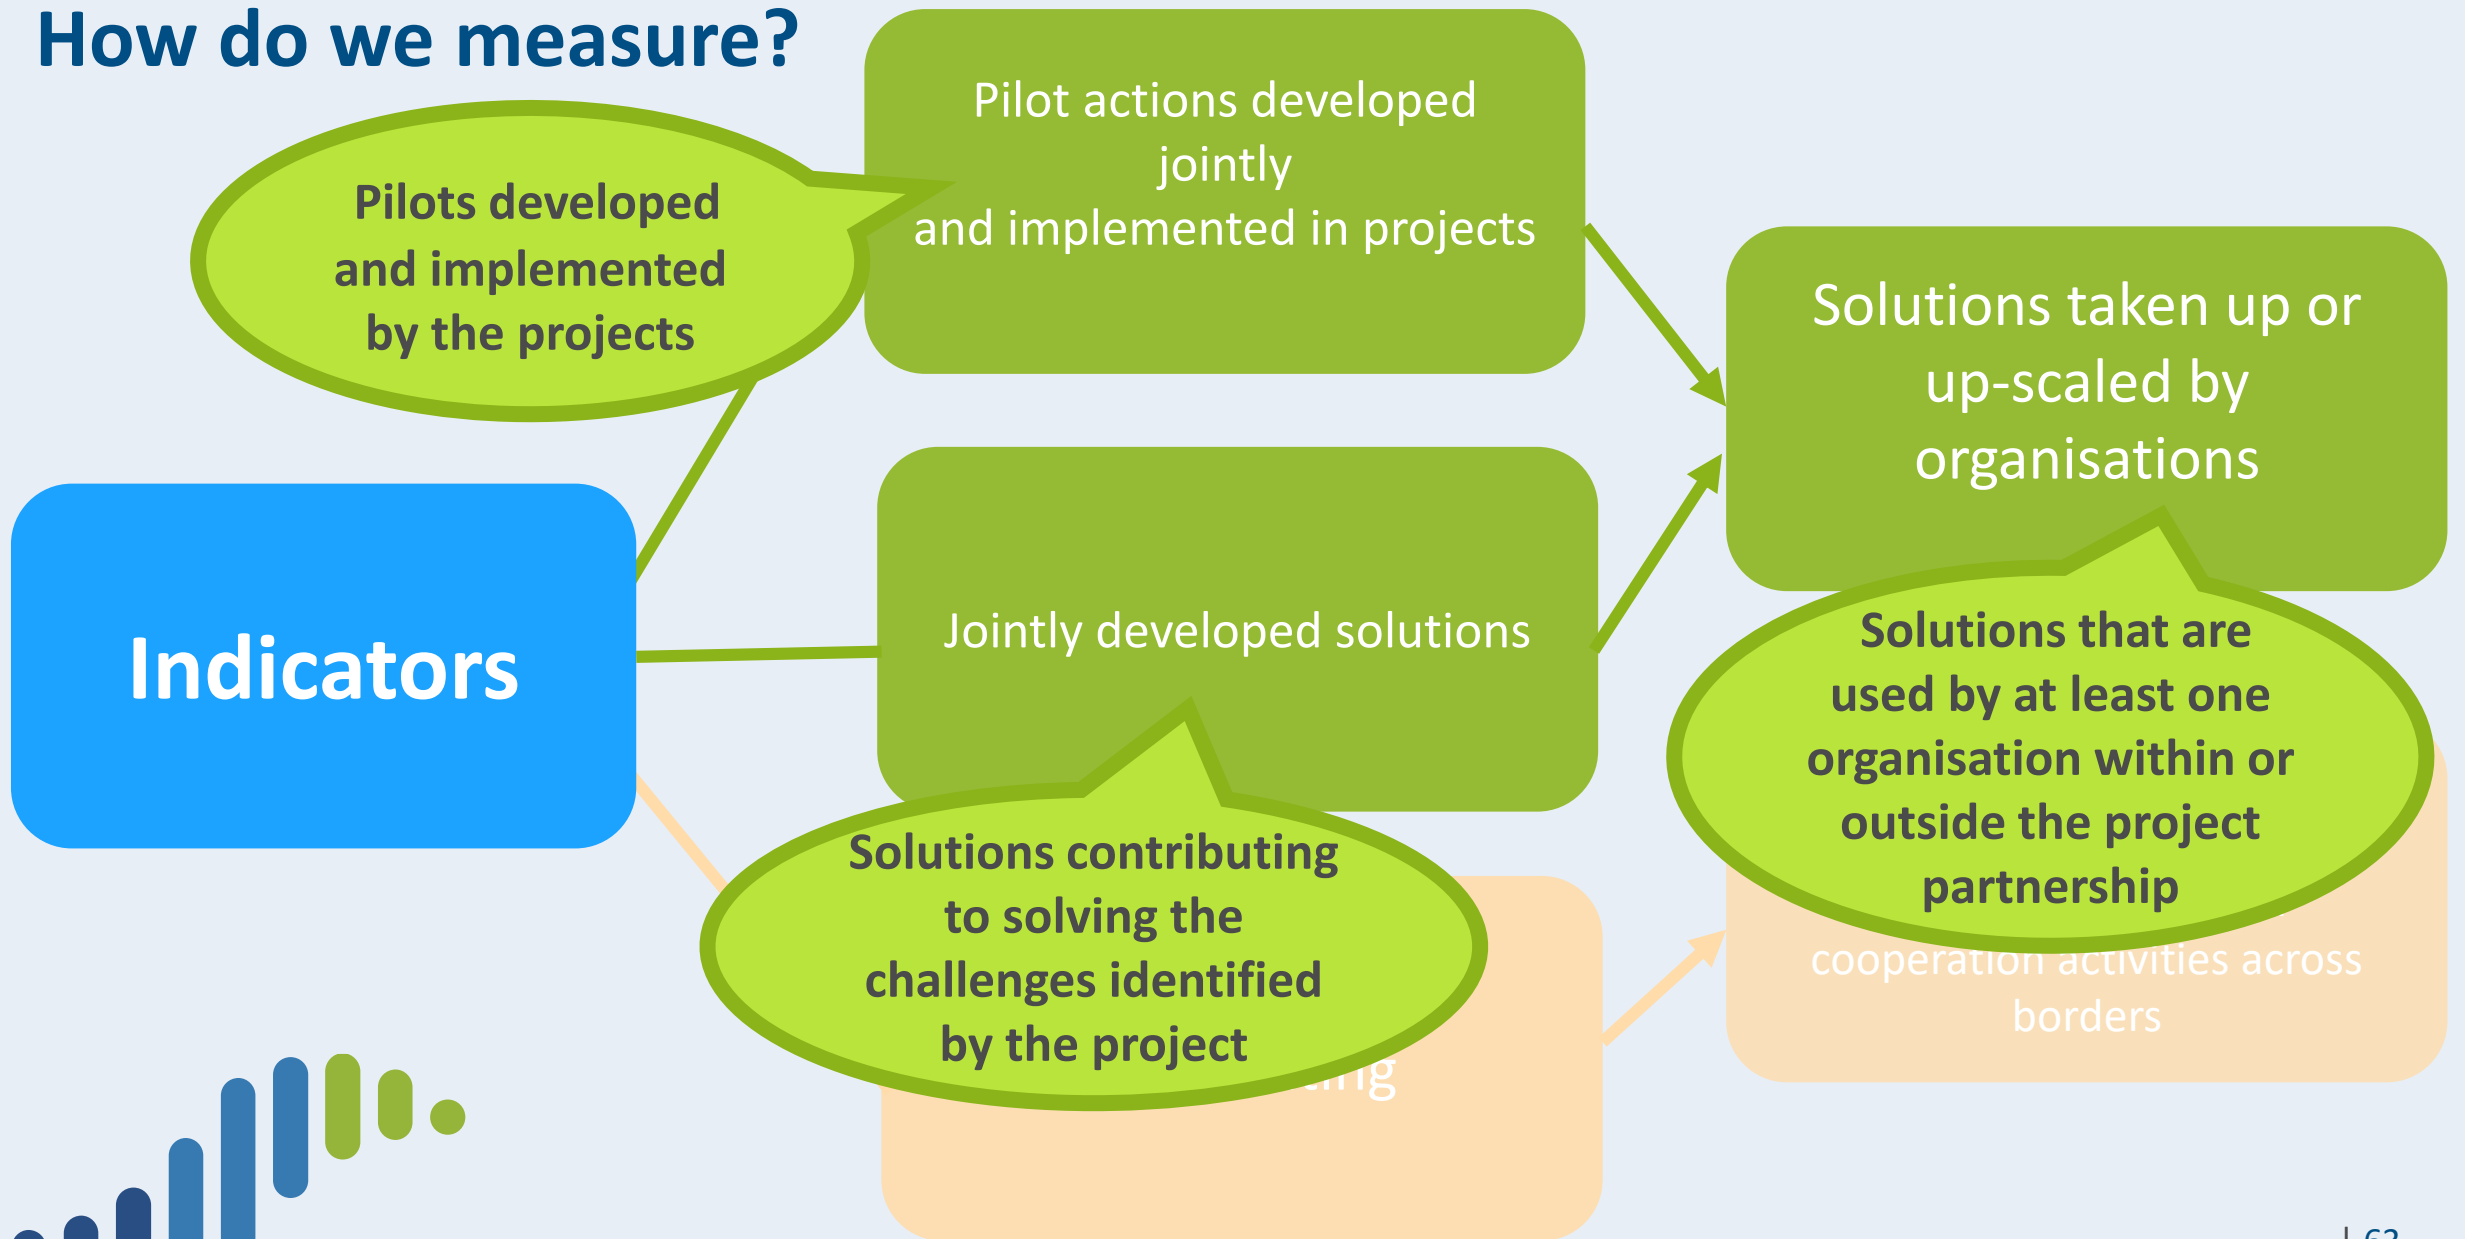 How do we measure?
Pilot actions developed
jointly
and implemented in projects
Pilots developed
and implemented
by the projects
Solutions taken up or
up-scaled by
organisations
Indicators
Jointly developed solutions
Solutions that are
used by at least one
organisation within or
outside the project
partnership
Solutions contributing
to solving the
challenges identified
by the project
cooperation activities across
borders